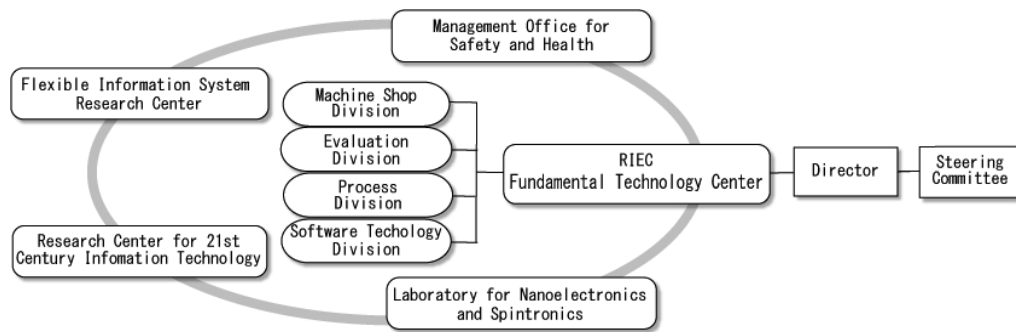 Management Office for
Safety and Health
Flexible Information System
Research Center
Machine Shop
Division
Evaluation
Division
Process
Division
Software Techology
Division
RIEC
Fundamental Technology Center
Director
Steering
Committee
Research Center for 21st
Century Infomation Technology
Laboratory for Nanoelectronics
and Spintronics